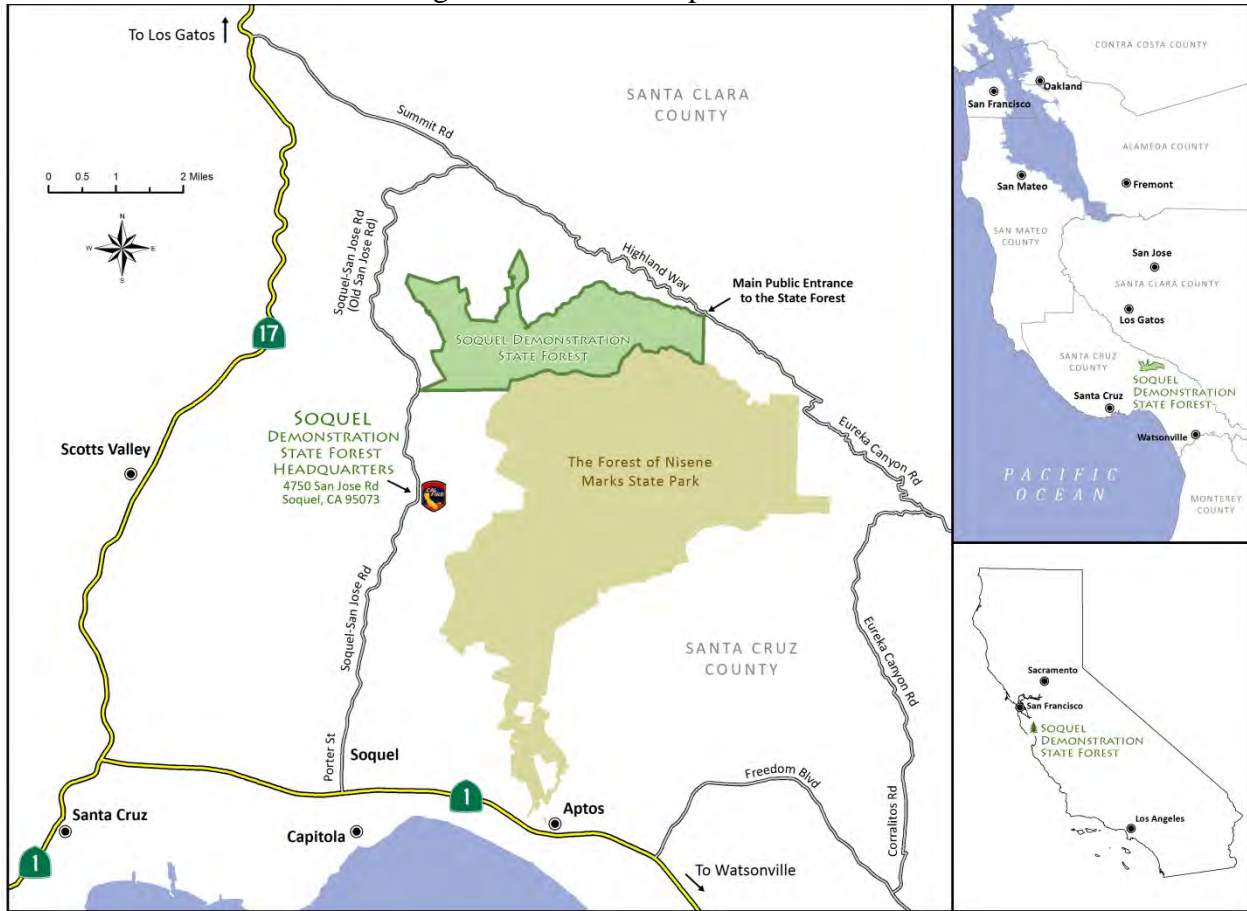 To Los Gatos
Summit Rd
SANTA CLARA
COUNTY
0 0.5 1 2 Miles
N
W E
S
Soquel-San Jose Rd
(Old San Jose Rd)
Highland Way
Main Public Entrance
to the State Forest
17
SOQUEL DEMONSTRATION
STATE FOREST
SOQUEL
DEMONSTRATION
STATE FOREST
HEADQUARTERS
4750 San Jose Rd
Soquel, CA 95073
CAL
FIRE
Scotts Valley
The Forest of Nisene
Marks State Park
Eureka Canyon Rd
Soquel-San Jose Rd
SANTA CRUZ
COUNTY
Eureka Canyon Rd
Porter St
Soquel
Freedom Blvd
1
Santa Cruz
Capitola
Aptos
Corralitos Rd
1
To Watsonville
CONTRA COSTA COUNTY
Oakland
San Francisco
ALAMEDA COUNTY
San Mateo
Fremont
SAN MATEO
COUNTY
San Jose
SANTA CLARA COUNTY
Los Gatos
SANTA CRUZ
COUNTY
SOQUEL
DEMONSTRATION
STATE FOREST
Santa Cruz
Watsonville
PACIFIC
OCEAN
MONTEREY
COUNTY
Sacramento
San Francisco
SOQUEL
DEMONSTRATION
STATE FOREST
Los Angeles